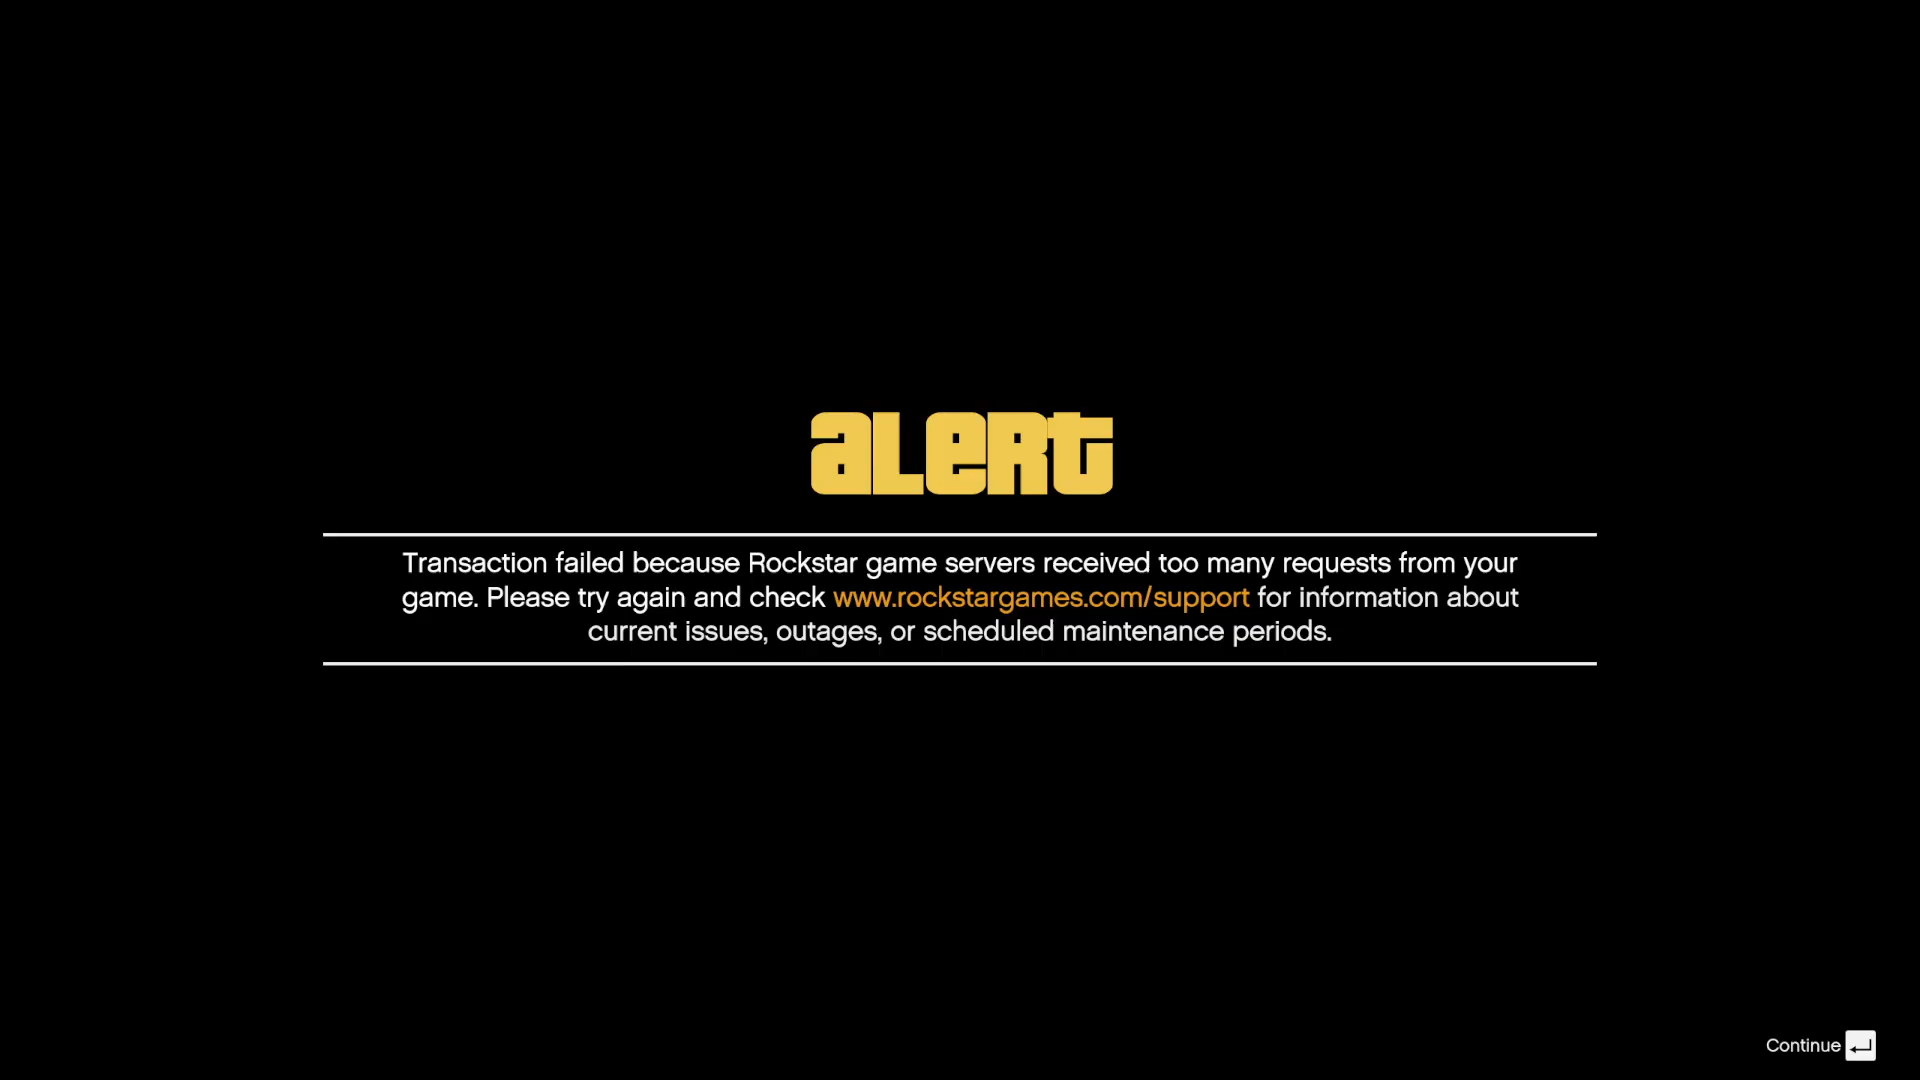 aLeRt
Transaction failed because Rockstar game servers received too many requests from your
game. Please try again and check www.rockstargames.com/support for information about
current issues, outages, or scheduled maintenance periods.
Continue